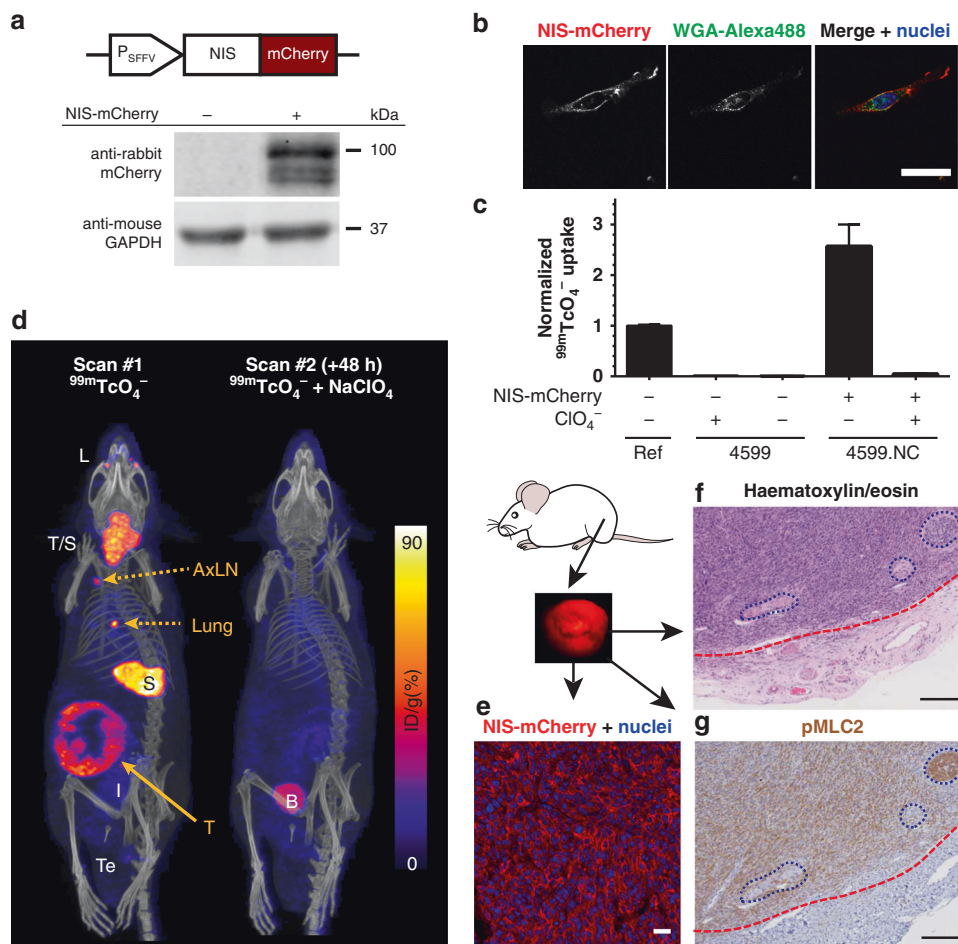 a
P_SFFV NIS mCherry
NIS-mCherry – + kDa
anti-rabbit
mCherry
100
anti-mouse
GAPDH
37
b
NIS-mCherry WGA-Alexa488 Merge + nuclei
c
Normalized
⁹⁹ᵐTcO₄⁻ uptake
3
2
1
0
NIS-mCherry – – – + +
ClO₄⁻ – + – – +
Ref 4599 4599.NC
d
Scan #1
⁹⁹ᵐTcO₄⁻
Scan #2 (+48 h)
⁹⁹ᵐTcO₄⁻ + NaClO₄
L
T/S
AxLN
Lung
S
I
T
Te
B
90
ID/g(%)
0
e
NIS-mCherry + nuclei
f
Haematoxylin/eosin
g
pMLC2